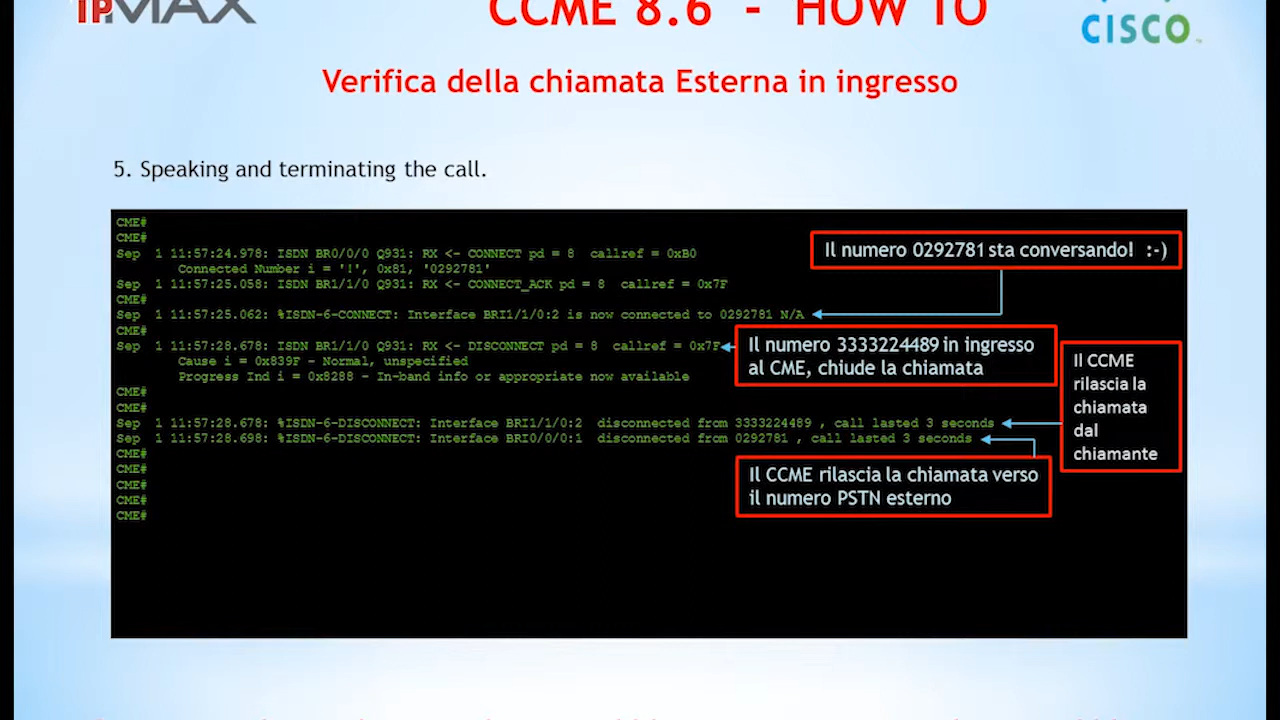 IPMAX
CCME 8.6 - HOW TO
CISCO
Verifica della chiamata Esterna in ingresso
5. Speaking and terminating the call.
CME#
CME#
Sep 1 11:57:24.978: ISDN BR0/0/0 Q931: RX <- CONNECT pd = 8 callref = 0xB0
Connected Number i = '!', 0x81, '0292781'
Sep 1 11:57:25.058: ISDN BR1/1/0 Q931: RX <- CONNECT_ACK pd = 8 callref = 0x7F
CME#
Sep 1 11:57:25.062: %ISDN-6-CONNECT: Interface BRI1/1/0:2 is now connected to 0292781 N/A
CME#
Sep 1 11:57:28.678: ISDN BR1/1/0 Q931: RX <- DISCONNECT pd = 8 callref = 0x7F
Cause i = 0x839F - Normal, unspecified
Progress Ind i = 0x8288 - In-band info or appropriate now available
CME#
CME#
Sep 1 11:57:28.678: %ISDN-6-DISCONNECT: Interface BRI1/1/0:2 disconnected from 3333224489 , call lasted 3 seconds
Sep 1 11:57:28.698: %ISDN-6-DISCONNECT: Interface BRI0/0/0:1 disconnected from 0292781 , call lasted 3 seconds
CME#
CME#
CME#
CME#
CME#
Il numero 0292781 sta conversando! :-)
Il numero 3333224489 in ingresso
al CME, chiude la chiamata
Il CCME
rilascia la
chiamata
dal
chiamante
Il CCME rilascia la chiamata verso
il numero PSTN esterno